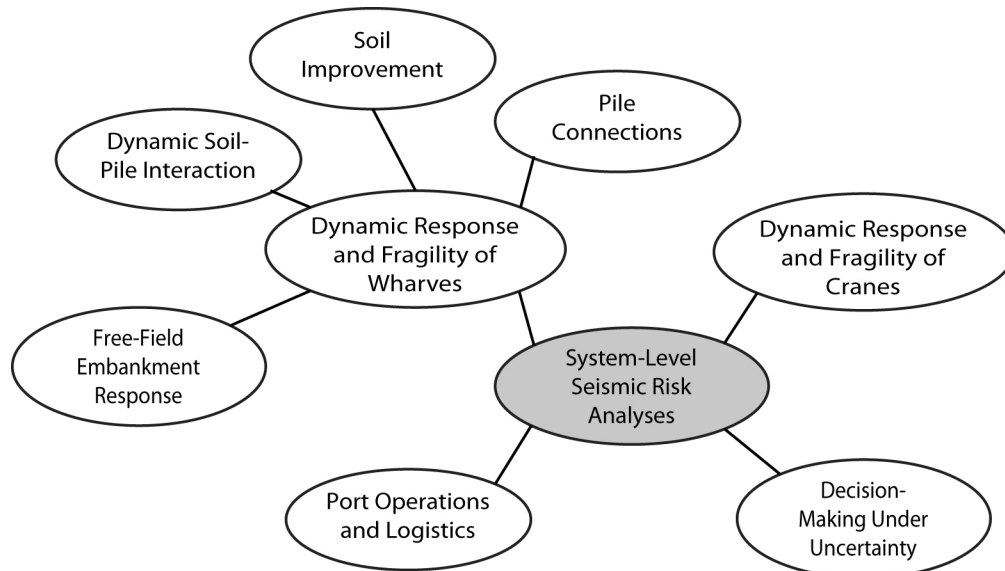 Soil
Improvement
Pile
Connections
Dynamic Soil-
Pile Interaction
Dynamic Response
and Fragility of
Wharves
Dynamic Response
and Fragility of
Cranes
Free-Field
Embankment
Response
System-Level
Seismic Risk
Analyses
Port Operations
and Logistics
Decision-
Making Under
Uncertainty